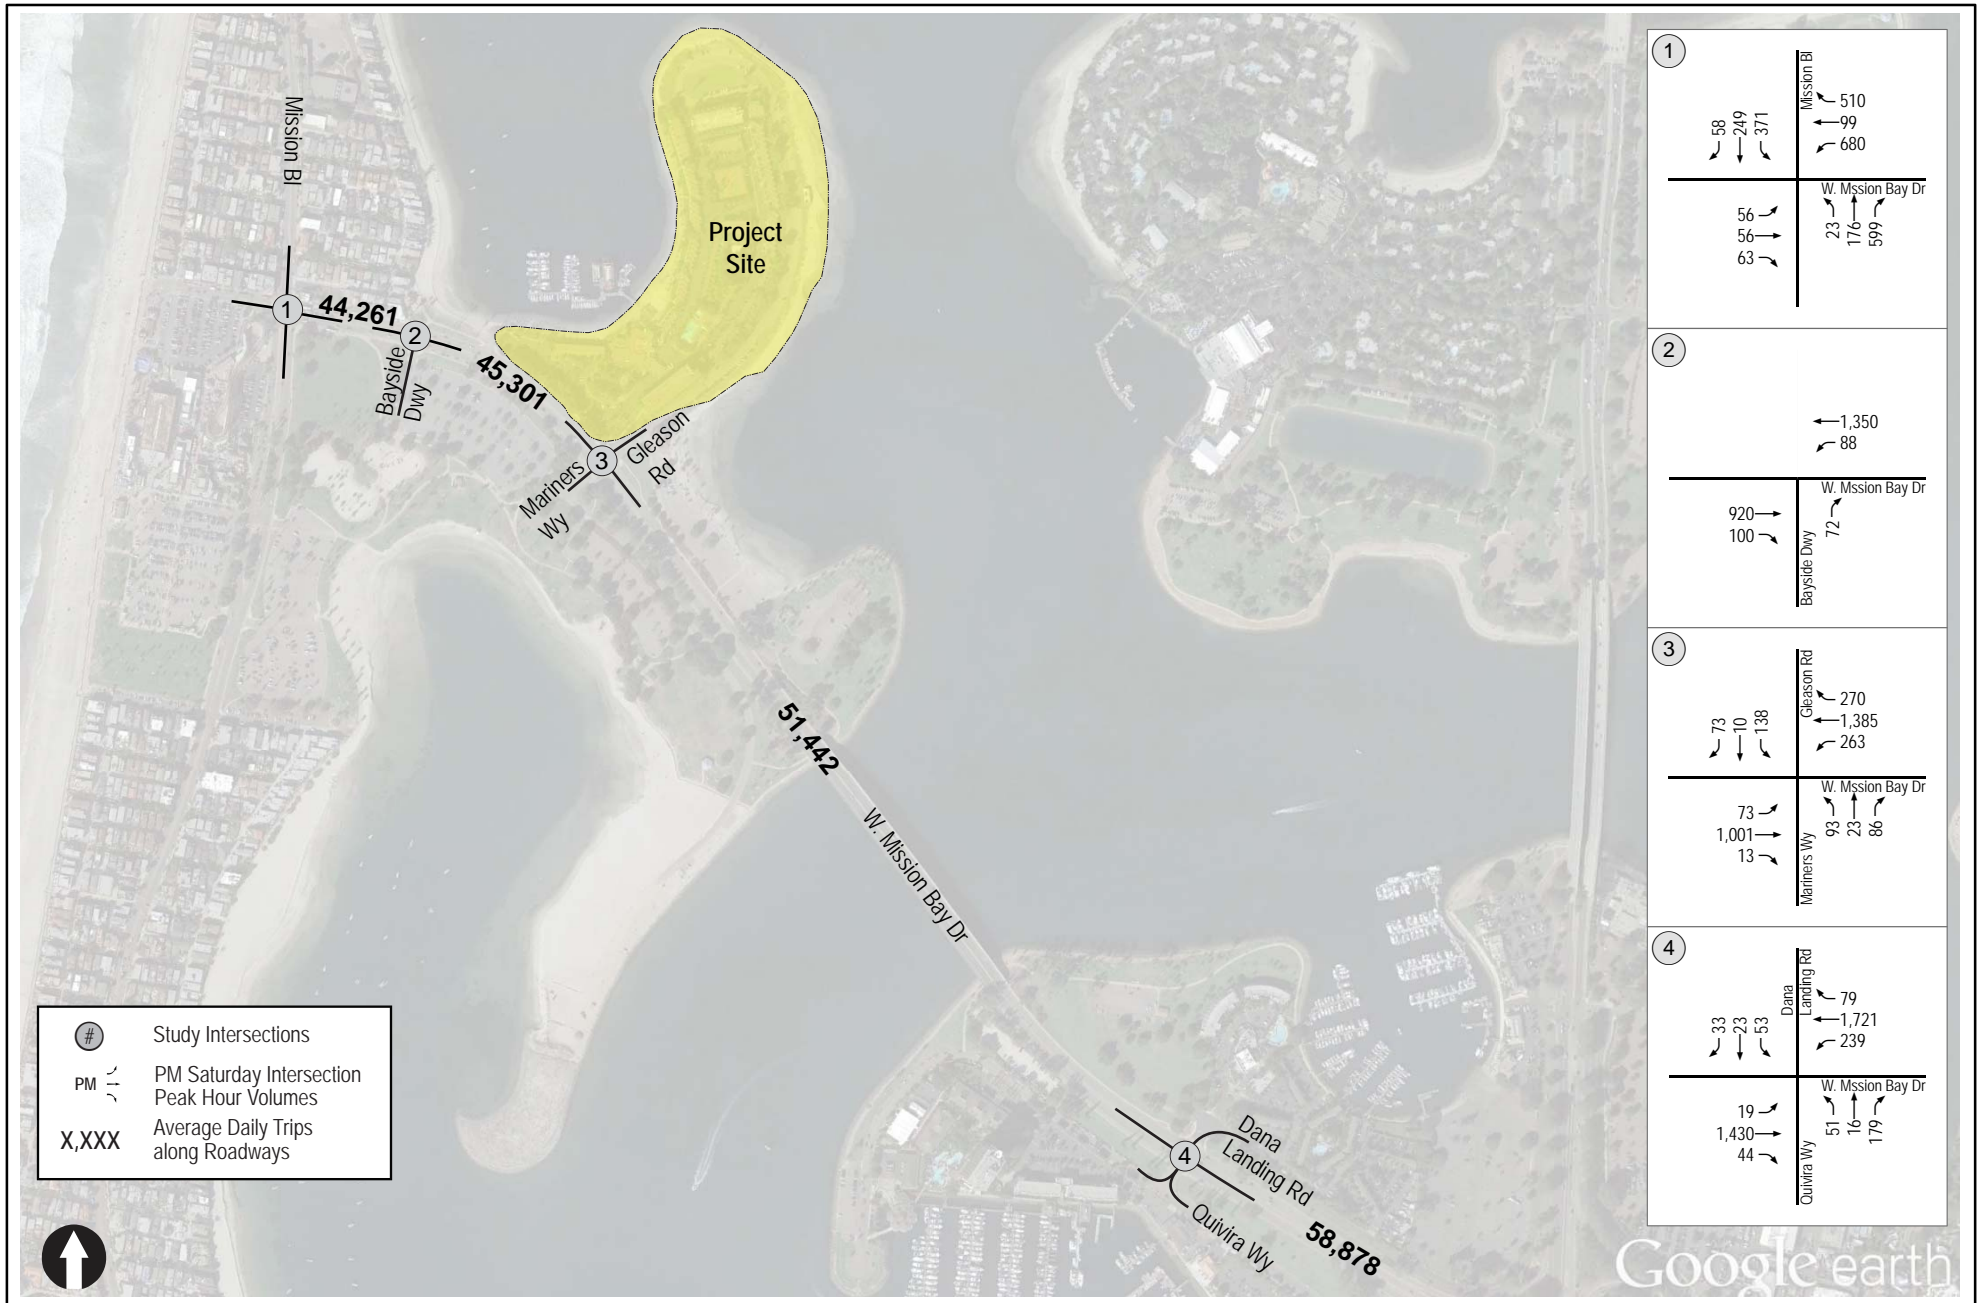 Mission Bl
Project
Site
1
44,261
2
Bayside
Dwy
45,301
3
Mariners
Wy
Gleason
Rd
51,442
W. Mission Bay Dr
4
Dana
Landing Rd
Quivira Wy
58,878
# Study Intersections
PM PM Saturday Intersection
Peak Hour Volumes
X,XXX Average Daily Trips
along Roadways
1
Mission Bl
58 249 371
510
99
680
W. Mssion Bay Dr
56
56
63
23 176 599
2
1,350
88
W. Mssion Bay Dr
920
100
72
Bayside Dwy
3
Gleason Rd
73 10 138
270
1,385
263
W. Mssion Bay Dr
73
1,001
13
93 23 86
Mariners Wy
4
Dana
Landing Rd
33 23 53
79
1,721
239
W. Mssion Bay Dr
19
1,430
44
51 16 179
Quivira Wy
Google earth